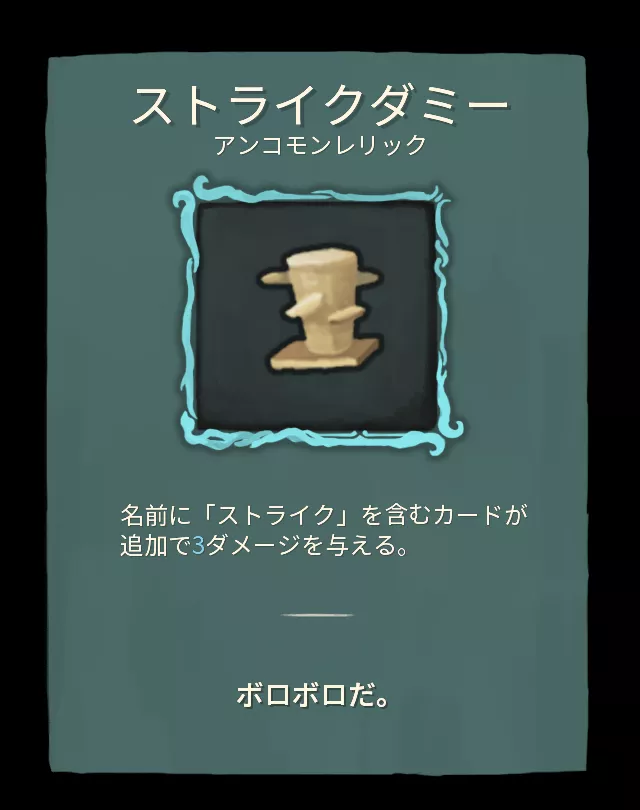 ストライクダミー
アンコモンレリック
名前に「ストライク」を含むカードが
追加で3ダメージを与える。
ボロボロだ。